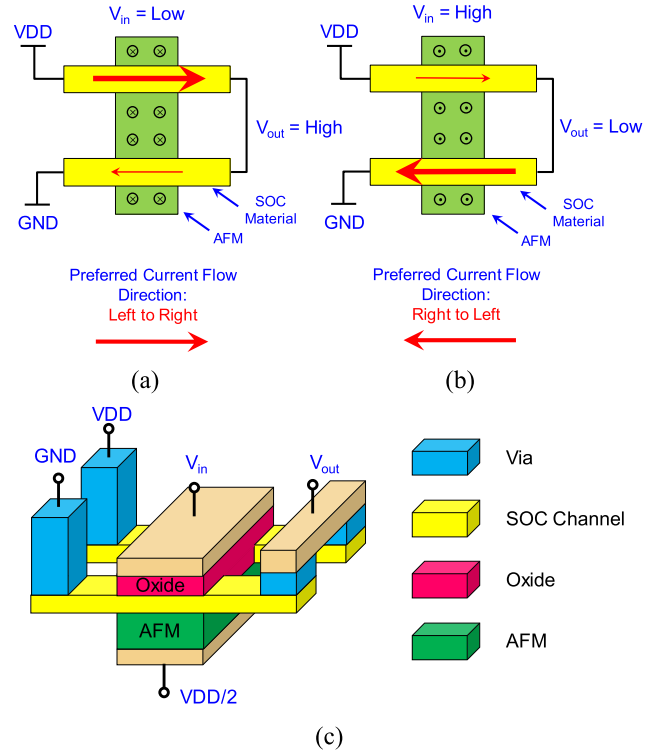 V_in = Low
VDD
V_out = High
GND
SOC
Material
AFM
Preferred Current Flow
Direction:
Left to Right
(a)
V_in = High
VDD
V_out = Low
GND
SOC
Material
AFM
Preferred Current Flow
Direction:
Right to Left
(b)
VDD
GND
V_in
V_out
Oxide
AFM
VDD/2
Via
SOC Channel
Oxide
AFM
(c)